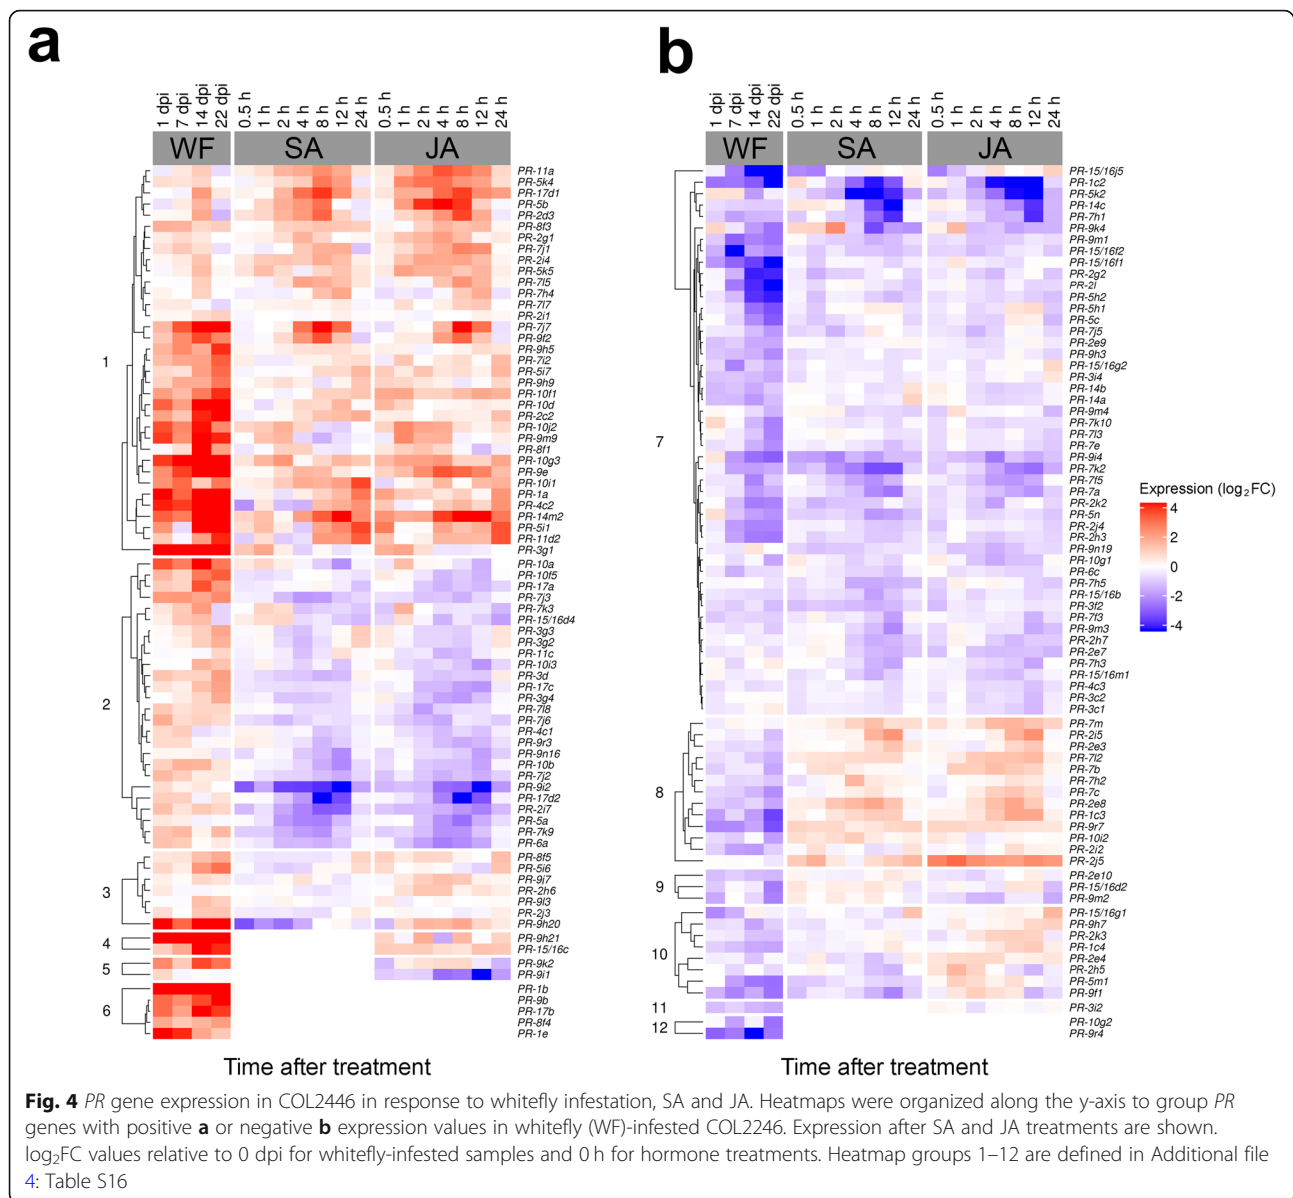 a
1 dpi
7 dpi
14 dpi
22 dpi
0.5 h
1 h
2 h
4 h
8 h
12 h
24 h
0.5 h
1 h
2 h
4 h
8 h
12 h
24 h
WF
SA
JA
PR-11a
PR-5k4
PR-17d1
PR-5b
PR-2d3
PR-8f3
PR-2g1
PR-7j1
PR-2i4
PR-5k5
PR-7l5
PR-7h4
PR-7l7
PR-2i1
PR-7j7
PR-9f2
PR-9h5
PR-7i2
PR-5i7
PR-9h9
PR-10f1
PR-10d
PR-2c2
PR-10j2
PR-9m9
PR-8f1
PR-10g3
PR-9e
PR-10i1
PR-1a
PR-4c2
PR-14m2
PR-5i1
PR-11d2
PR-3g1
1
PR-10a
PR-10f5
PR-17a
PR-7j3
PR-7k3
PR-15/16d4
PR-3g3
PR-3g2
PR-11c
PR-10i3
PR-3d
PR-17c
PR-3g4
PR-7l8
PR-7j6
PR-4c1
PR-9r3
PR-9n16
PR-10b
PR-7j2
PR-9i2
PR-17d2
PR-2i7
PR-5a
PR-7k9
PR-6a
2
PR-8f5
PR-5i6
PR-9j7
PR-2h6
PR-9l3
PR-2j3
PR-9h20
3
PR-9h21
PR-15/16c
4
PR-9k2
PR-9i1
5
PR-1b
PR-9b
PR-17b
PR-8f4
PR-1e
6
Time after treatment
b
1 dpi
7 dpi
14 dpi
22 dpi
0.5 h
1 h
2 h
4 h
8 h
12 h
24 h
0.5 h
1 h
2 h
4 h
8 h
12 h
24 h
WF
SA
JA
PR-15/16j5
PR-1c2
PR-5k2
PR-14c
PR-7h1
PR-9k4
PR-9m1
PR-15/16f2
PR-15/16f1
PR-2g2
PR-2l
PR-5h2
PR-5h1
PR-5c
PR-7j5
PR-2e9
PR-9h3
PR-15/16g2
PR-3i4
PR-14b
PR-14a
PR-9m4
PR-7k10
PR-7l3
PR-7e
PR-9i4
PR-7k2
PR-7f5
PR-7a
PR-2k2
PR-5n
PR-2j4
PR-2h3
PR-9n19
PR-10g1
PR-6c
PR-7h5
PR-15/16b
PR-3f2
PR-7f3
PR-9m3
PR-2h7
PR-2e7
PR-7h3
PR-15/16m1
PR-4c3
PR-3c2
PR-3c1
7
PR-7m
PR-2i5
PR-2e3
PR-7l2
PR-7b
PR-7h2
PR-7c
PR-2e8
PR-1c3
PR-9r7
PR-10i2
PR-2i2
PR-2j5
8
PR-2e10
PR-15/16d2
PR-9m2
9
PR-15/16g1
PR-9h7
PR-2k3
PR-1c4
PR-2e4
PR-2h5
PR-5m1
PR-9f1
10
PR-3i2
11
PR-10g2
PR-9r4
12
Time after treatment
Expression (log₂FC)
4
2
0
-2
-4
Fig. 4 PR gene expression in COL2446 in response to whitefly infestation, SA and JA. Heatmaps were organized along the y-axis to group PR
genes with positive a or negative b expression values in whitefly (WF)-infested COL2246. Expression after SA and JA treatments are shown.
log₂FC values relative to 0 dpi for whitefly-infested samples and 0 h for hormone treatments. Heatmap groups 1–12 are defined in Additional file
4: Table S16